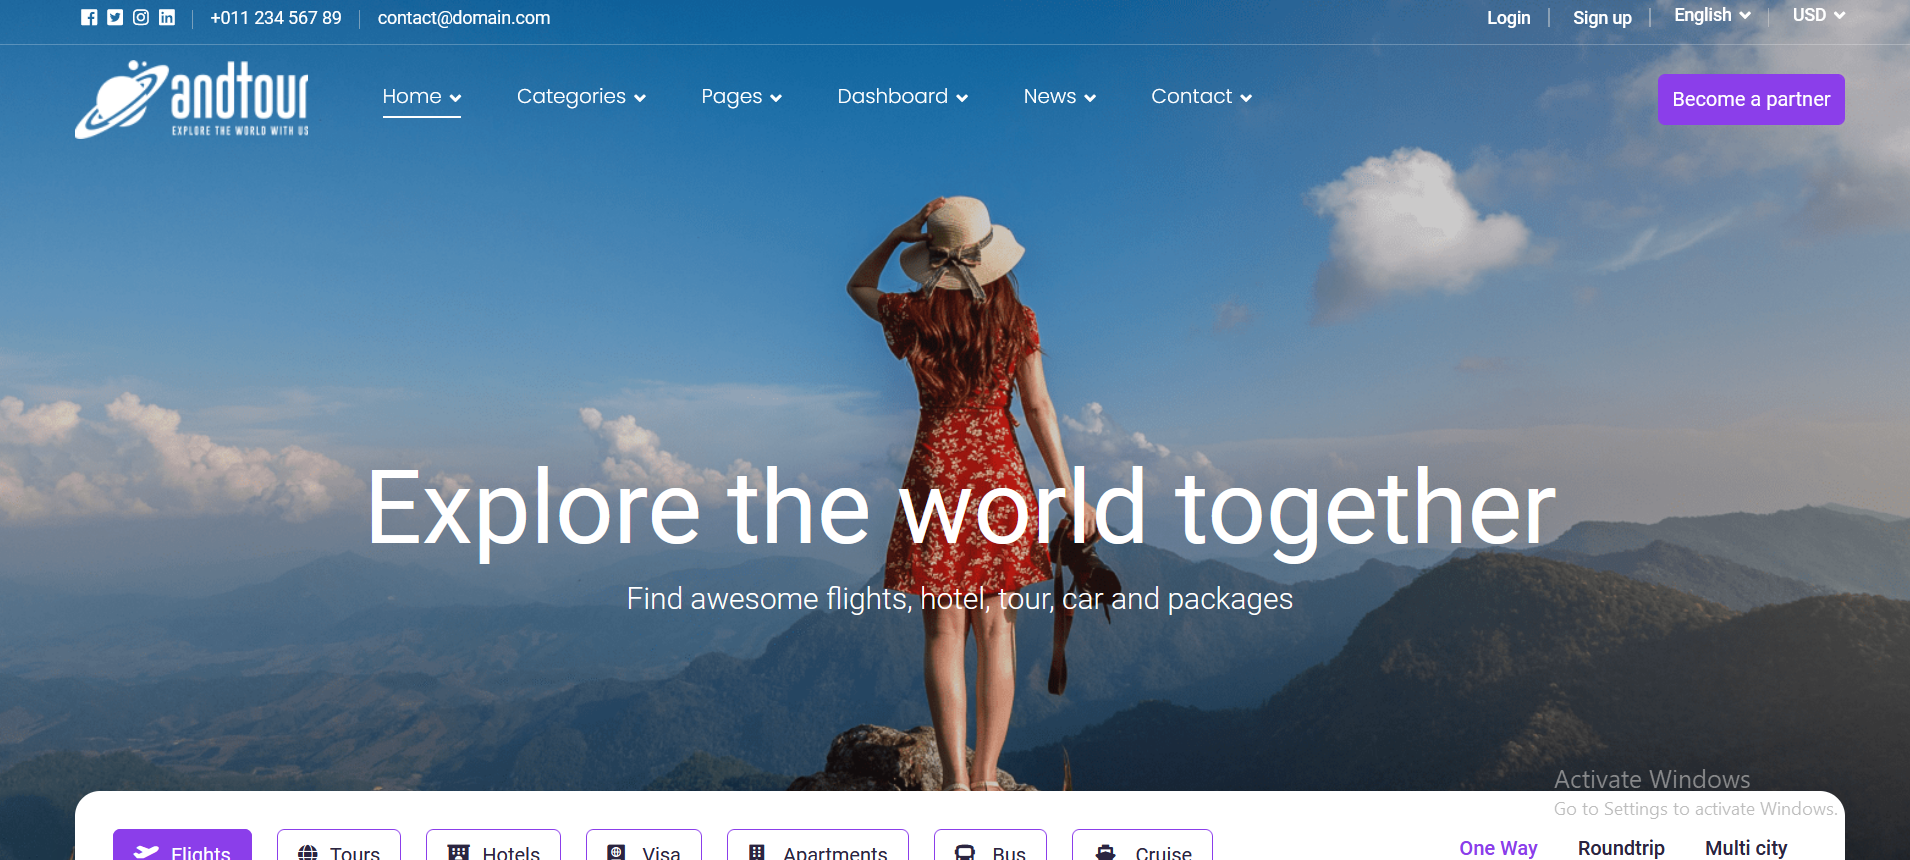 +011 234 567 89 contact@domain.com Login Sign up English USD
andtour
EXPLORE THE WORLD WITH US
Home Categories Pages Dashboard News Contact Become a partner
Explore the world together
Find awesome flights, hotel, tour, car and packages
Activate Windows
Go to Settings to activate Windows.
Flights Tours Hotels Visa Apartments Bus Cruise One Way Roundtrip Multi city